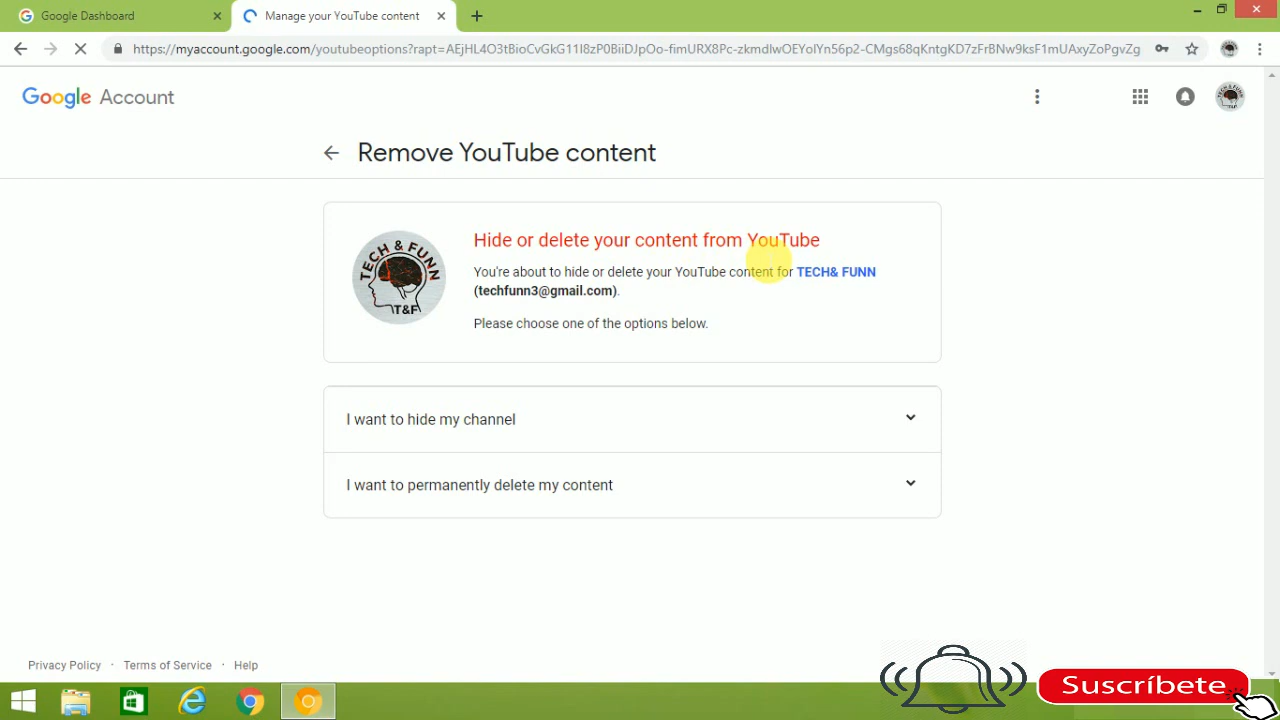 Google Dashboard
Manage your YouTube content
https://myaccount.google.com/youtubeoptions?rapt=AEjHL4O3tBioCvGkG11I8zP0BiiDJpOo-fimURX8Pc-zkmdlwOEYolYn56p2-CMgs68qKntgKD7zFrBNw9ksF1mUAxyZoPgvZg
Google Account
Remove YouTube content
Hide or delete your content from YouTube
You're about to hide or delete your YouTube content for TECH& FUNN
(techfunn3@gmail.com).
Please choose one of the options below.
TECH & FUNN
T&F
I want to hide my channel
I want to permanently delete my content
Privacy Policy · Terms of Service · Help
Suscríbete